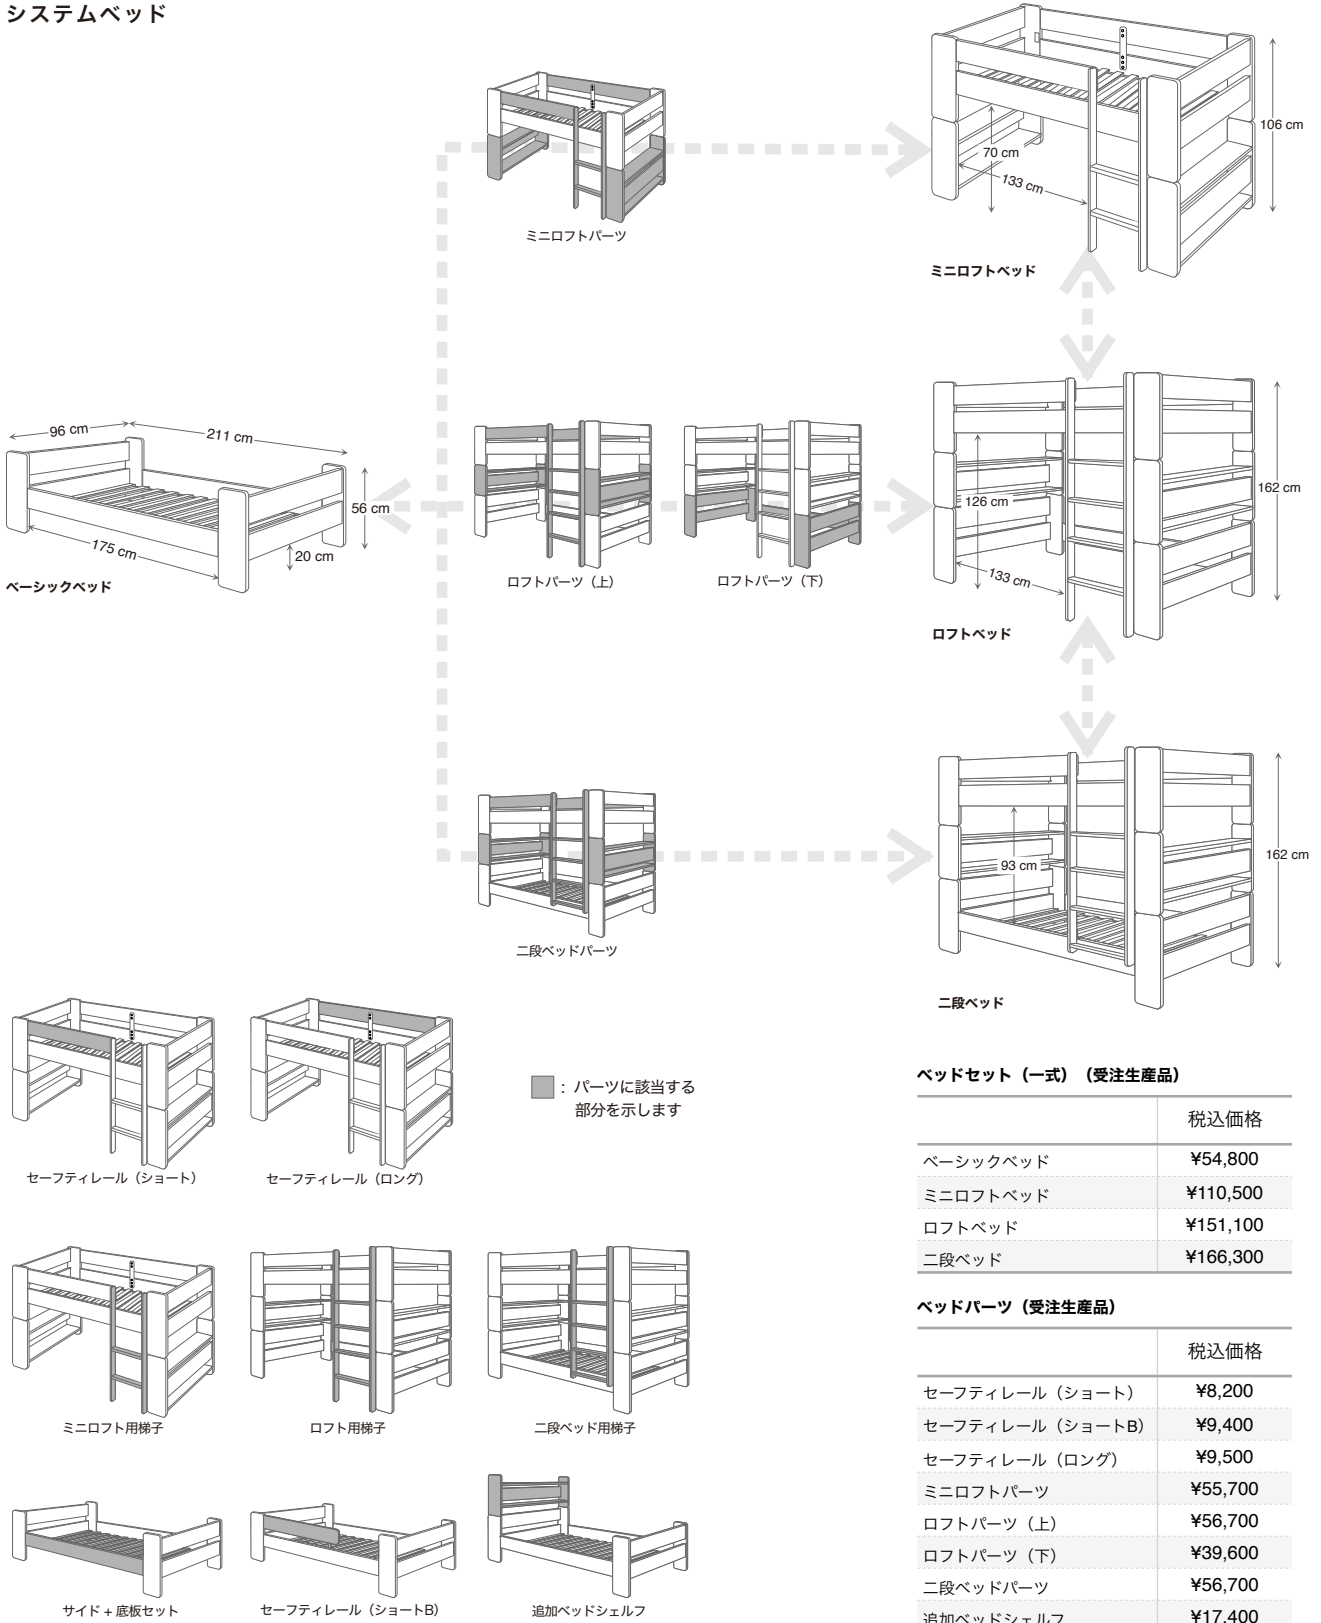 システムベッド
ミニロフトパーツ
106 cm
70 cm
133 cm
ミニロフトベッド
96 cm
211 cm
56 cm
175 cm
20 cm
ベーシックベッド
ロフトパーツ（上）
ロフトパーツ（下）
162 cm
126 cm
133 cm
ロフトベッド
二段ベッドパーツ
162 cm
93 cm
二段ベッド
セーフティレール（ショート）
セーフティレール（ロング）
：パーツに該当する
部分を示します
ミニロフト用梯子
ロフト用梯子
二段ベッド用梯子
サイド + 底板セット
セーフティレール（ショートB）
追加ベッドシェルフ
ベッドセット（一式）（受注生産品）
税込価格
ベーシックベッド ¥54,800
ミニロフトベッド ¥110,500
ロフトベッド ¥151,100
二段ベッド ¥166,300
ベッドパーツ（受注生産品）
税込価格
セーフティレール（ショート） ¥8,200
セーフティレール（ショートB） ¥9,400
セーフティレール（ロング） ¥9,500
ミニロフトパーツ ¥55,700
ロフトパーツ（上） ¥56,700
ロフトパーツ（下） ¥39,600
二段ベッドパーツ ¥56,700
追加ベッドシェルフ ¥17,400